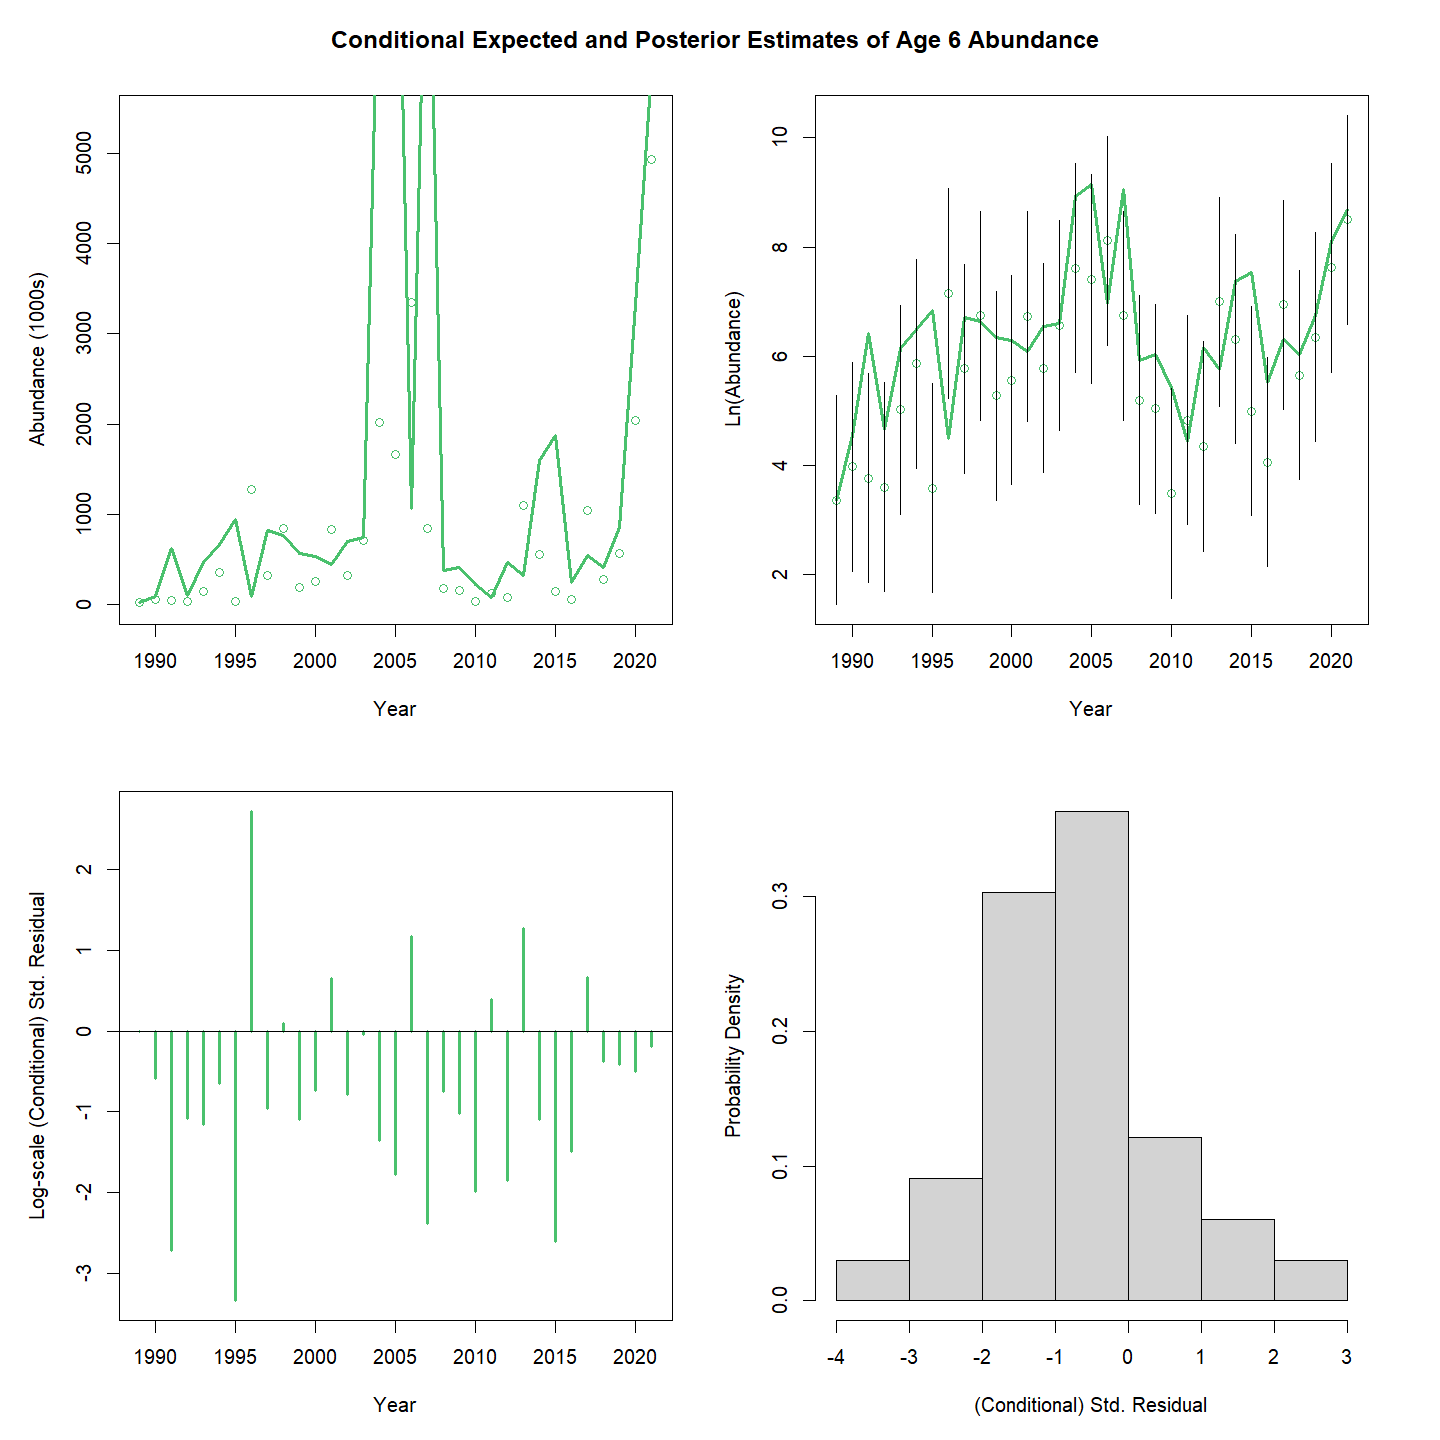 Conditional Expected and Posterior Estimates of Age 6 Abundance
Abundance (1000s)
5000
4000
3000
2000
1000
0
1990 1995 2000 2005 2010 2015 2020
Year
Ln(Abundance)
10
8
6
4
2
1990 1995 2000 2005 2010 2015 2020
Year
Log-scale (Conditional) Std. Residual
2
1
0
-1
-2
-3
1990 1995 2000 2005 2010 2015 2020
Year
Probability Density
0.3
0.2
0.1
0.0
-4 -3 -2 -1 0 1 2 3
(Conditional) Std. Residual